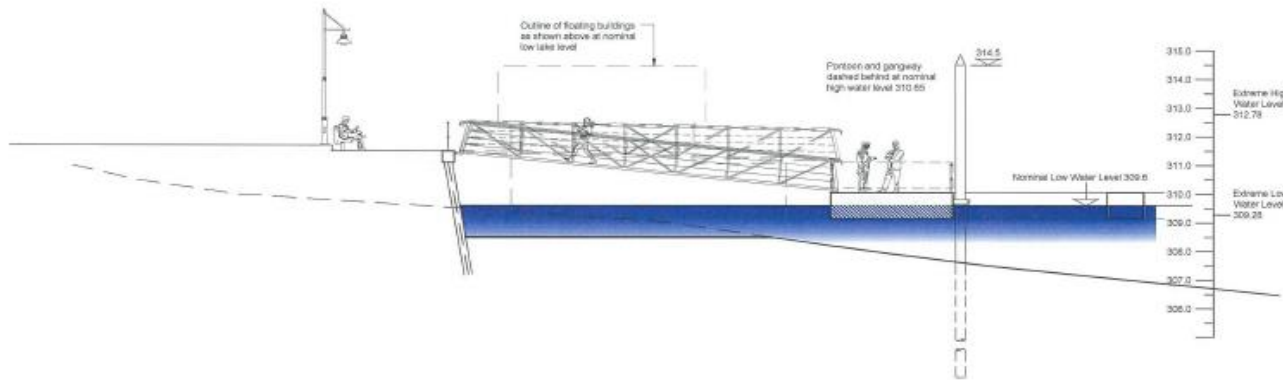 Outline of floating buildings
as shown above at nominal
low lake level
Pontoon and gangway
dashed behind at nominal
high water level 310.65
314.5
Nominal Low Water Level 309.6
315.0
314.0
313.0
312.0
311.0
310.0
309.0
308.0
307.0
306.0
Extreme Hig
Water Level
312.78
Extreme Low
Water Level
309.28